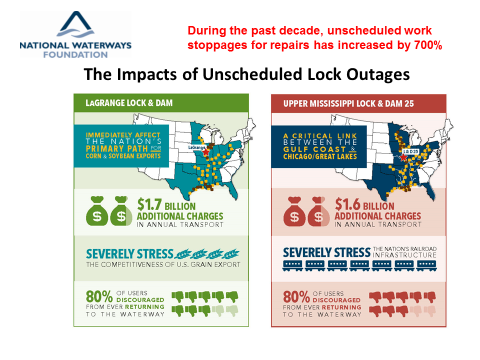 NATIONAL WATERWAYS
FOUNDATION
During the past decade, unscheduled work
stoppages for repairs has increased by 700%
The Impacts of Unscheduled Lock Outages
LaGRANGE LOCK & DAM
IMMEDIATELY AFFECT
THE NATION'S
PRIMARY PATH FOR
CORN & SOYBEAN EXPORTS
LaGrange
$1.7 BILLION
ADDITIONAL CHARGES
IN ANNUAL TRANSPORT
SEVERELY STRESS
THE COMPETITIVENESS OF U.S. GRAIN EXPORT
80% OF USERS
DISCOURAGED
FROM EVER RETURNING
TO THE WATERWAY
UPPER MISSISSIPPI LOCK & DAM 25
A CRITICAL LINK
BETWEEN THE
GULF COAST &
CHICAGO/GREAT LAKES
L & D 25
$1.6 BILLION
ADDITIONAL CHARGES
IN ANNUAL TRANSPORT
SEVERELY STRESS THE NATION'S RAILROAD
INFRASTRUCTURE
80% OF USERS
DISCOURAGED
FROM EVER RETURNING
TO THE WATERWAY